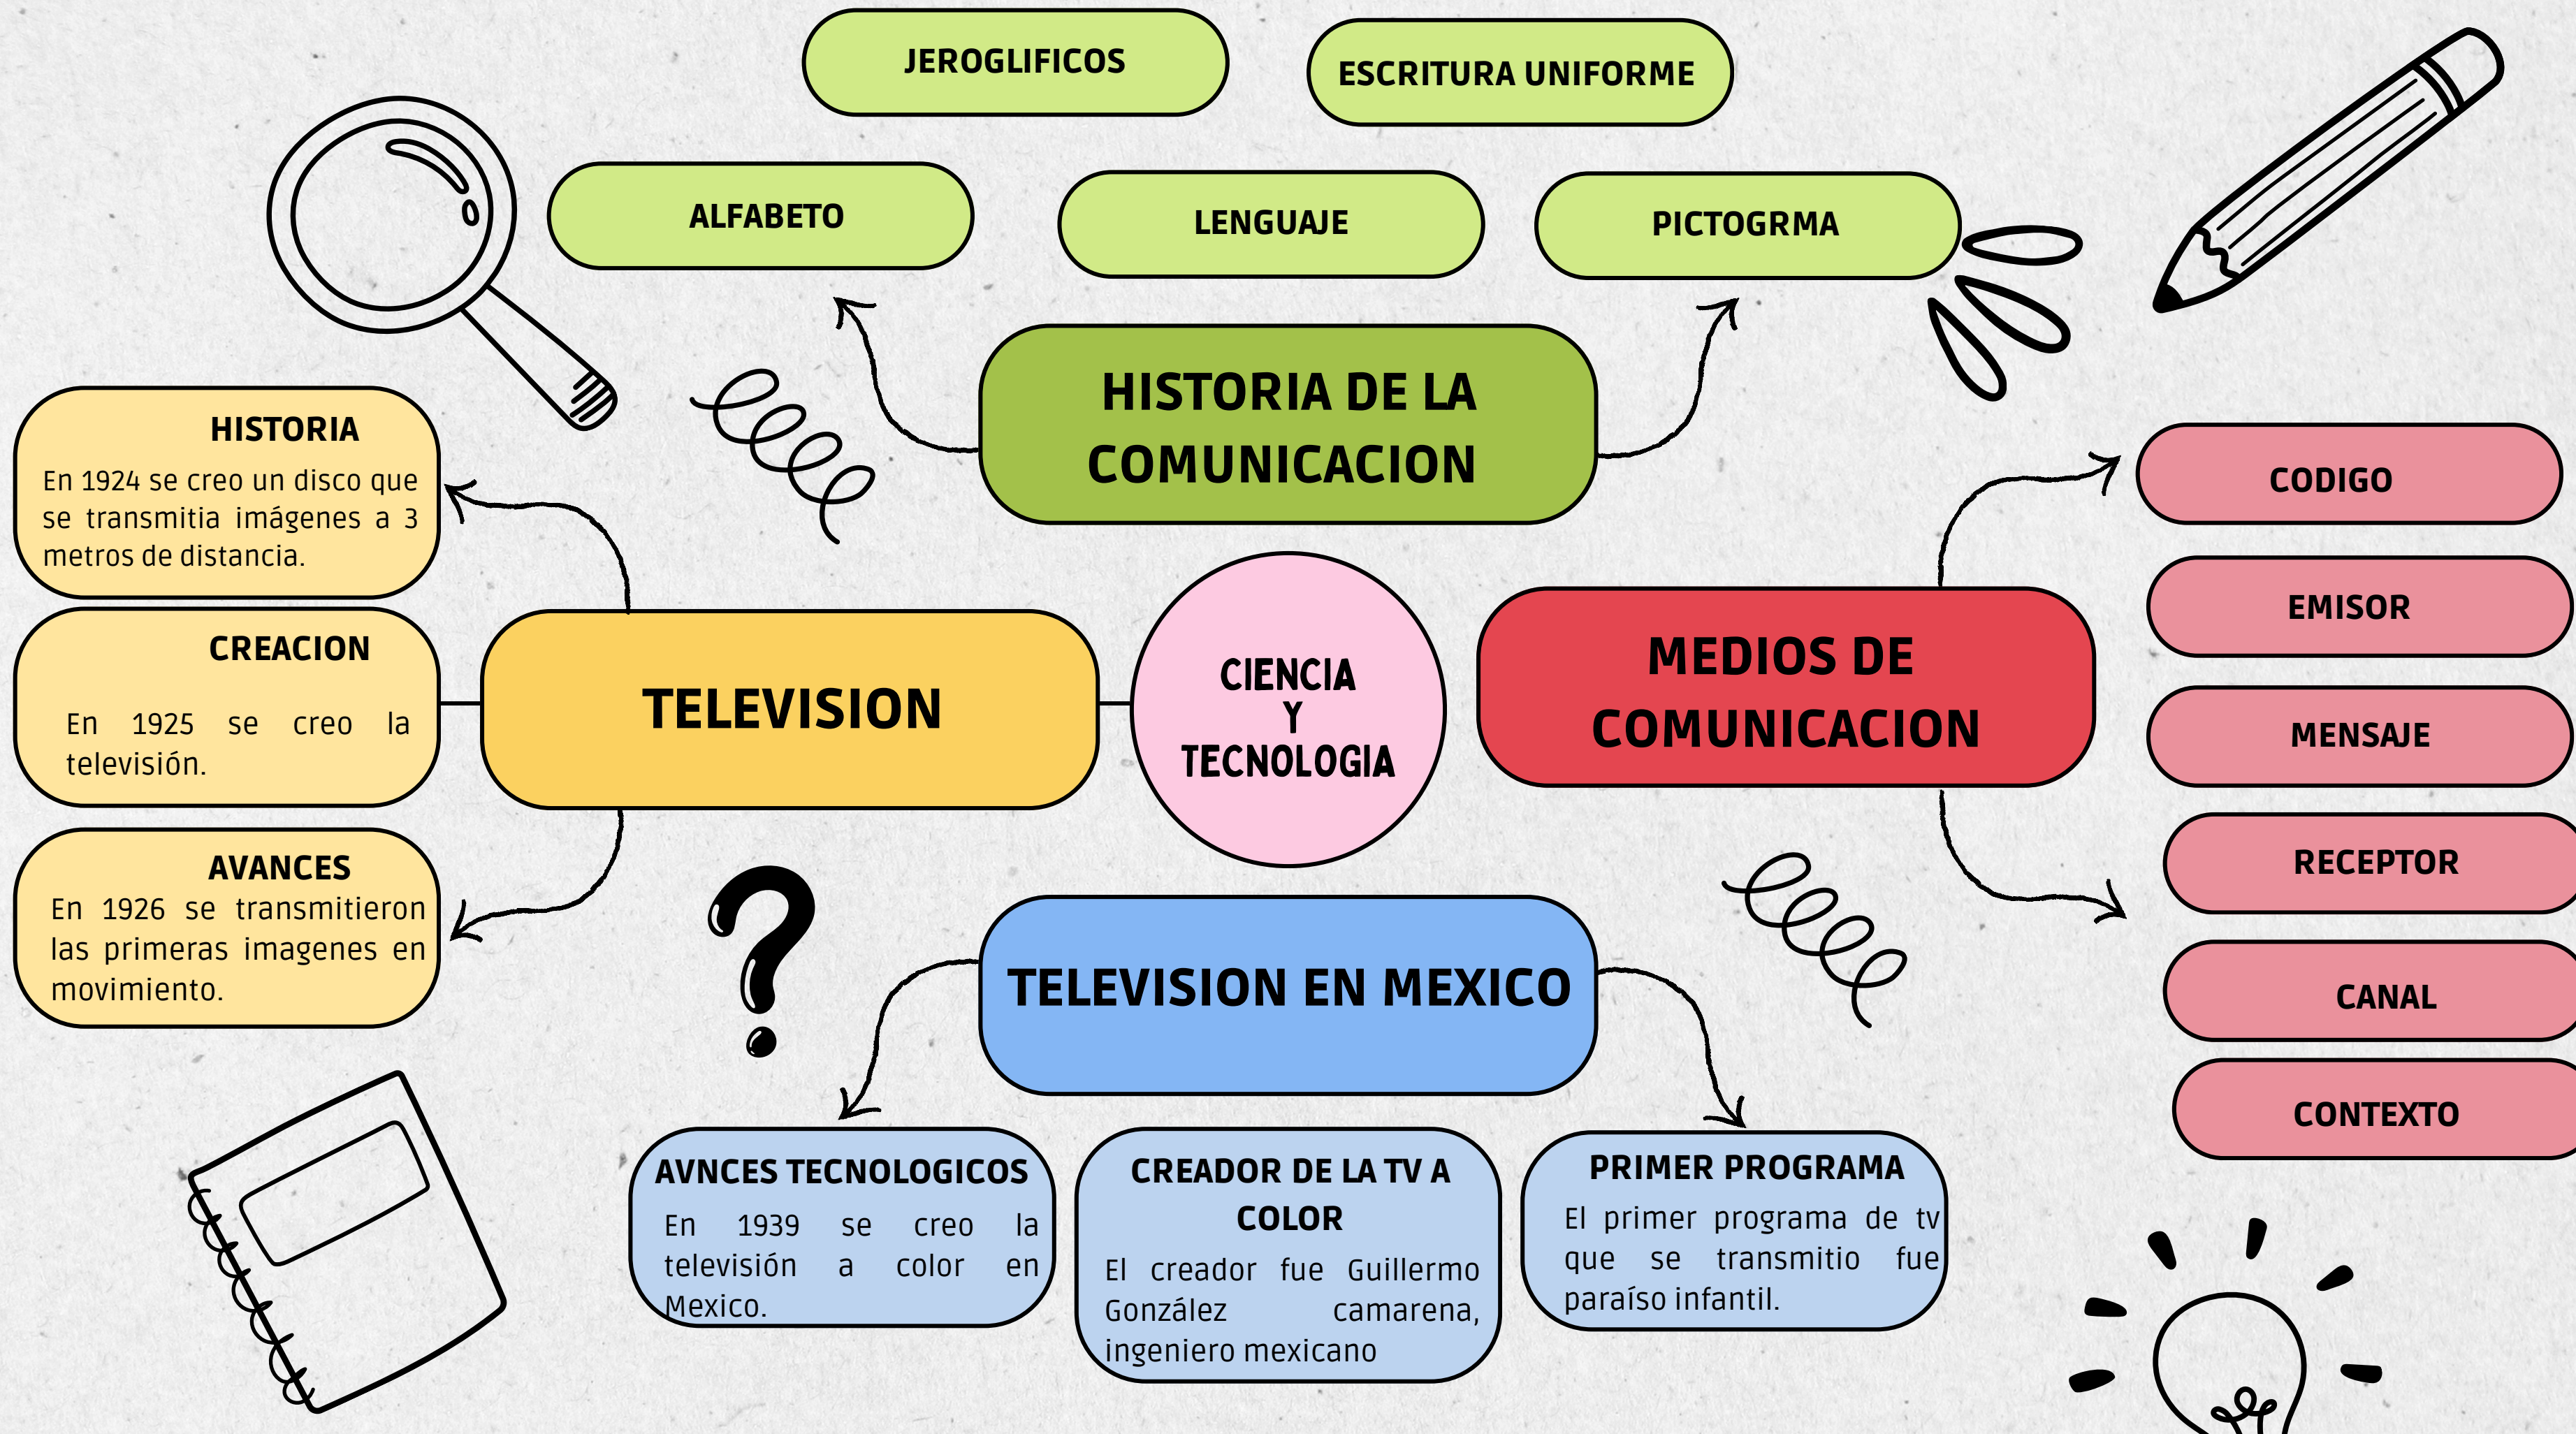 JEROGLIFICOS
ESCRITURA UNIFORME
ALFABETO
LENGUAJE
PICTOGRMA
HISTORIA DE LA
COMUNICACION
HISTORIA
En 1924 se creo un disco que
se transmitia imágenes a 3
metros de distancia.
CREACION
En 1925 se creo la
televisión.
AVANCES
En 1926 se transmitieron
las primeras imagenes en
movimiento.
TELEVISION
CIENCIA
Y
TECNOLOGIA
MEDIOS DE
COMUNICACION
CODIGO
EMISOR
MENSAJE
RECEPTOR
CANAL
CONTEXTO
TELEVISION EN MEXICO
AVNCES TECNOLOGICOS
En 1939 se creo la
televisión a color en
Mexico.
CREADOR DE LA TV A
COLOR
El creador fue Guillermo
González camarena,
ingeniero mexicano
PRIMER PROGRAMA
El primer programa de tv
que se transmitio fue
paraíso infantil.